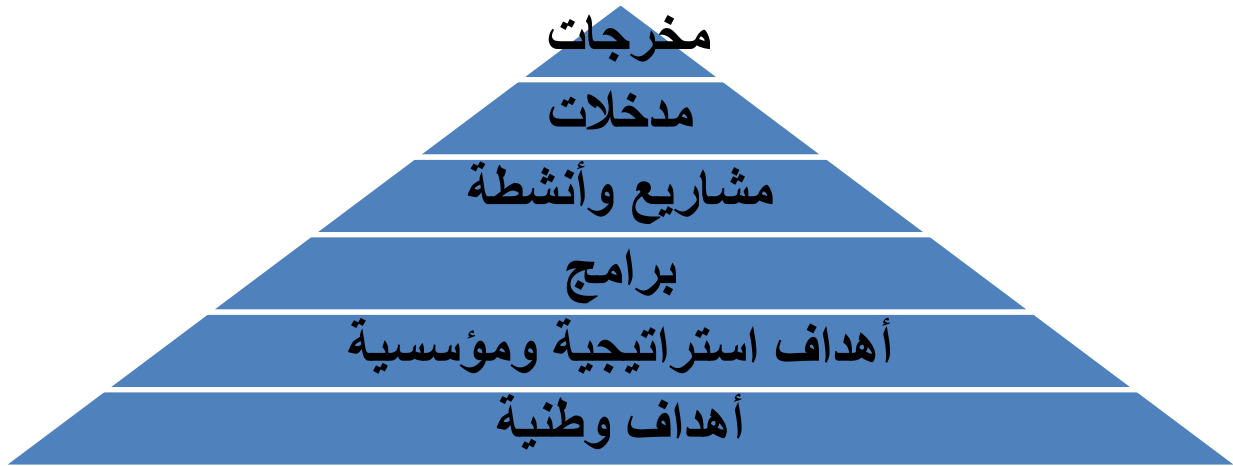 مخرجات
مدخلات
مشاريع وأنشطة
برامج
أهداف استراتيجية ومؤسسية
أهداف وطنية